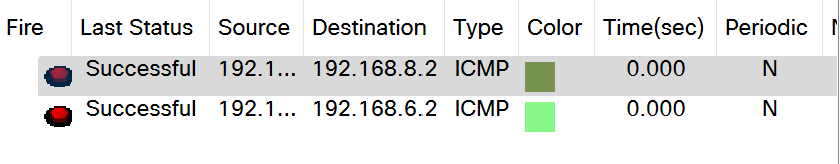 Fire Last Status Source Destination Type Color Time(sec) Periodic
Successful 192.1... 192.168.8.2 ICMP 0.000 N
Successful 192.1... 192.168.6.2 ICMP 0.000 N